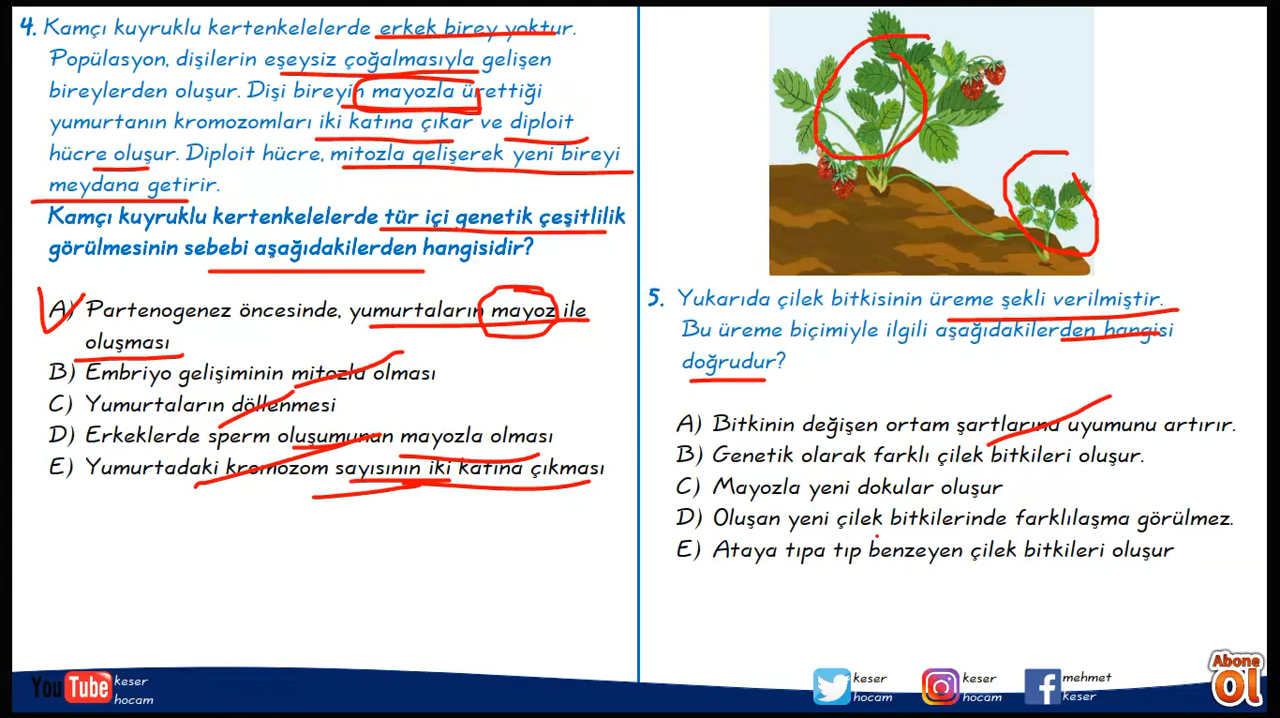 4. Kamçı kuyruklu kertenkelelerde erkek birey yoktur.
Popülasyon, dişilerin eşeysiz çoğalmasıyla gelişen
bireylerden oluşur. Dişi bireyin mayozla ürettiği
yumurtanın kromozomları iki katına çıkar ve diploit
hücre oluşur. Diploit hücre, mitozla gelişerek yeni bireyi
meydana getirir.
Kamçı kuyruklu kertenkelelerde tür içi genetik çeşitlilik
görülmesinin sebebi aşağıdakilerden hangisidir?
A) Partenogenez öncesinde, yumurtaların mayoz ile
oluşması
B) Embriyo gelişiminin mitozla olması
C) Yumurtaların döllenmesi
D) Erkeklerde sperm oluşumunun mayozla olması
E) Yumurtadaki kromozom sayısının iki katına çıkması
5. Yukarıda çilek bitkisinin üreme şekli verilmiştir.
Bu üreme biçimiyle ilgili aşağıdakilerden hangisi
doğrudur?
A) Bitkinin değişen ortam şartlarına uyumunu artırır.
B) Genetik olarak farklı çilek bitkileri oluşur.
C) Mayozla yeni dokular oluşur
D) Oluşan yeni çilek bitkilerinde farklılaşma görülmez.
E) Ataya tıpa tıp benzeyen çilek bitkileri oluşur
YouTube keser
hocam
keser
hocam
keser
hocam
mehmet
keser
Abone
Ol